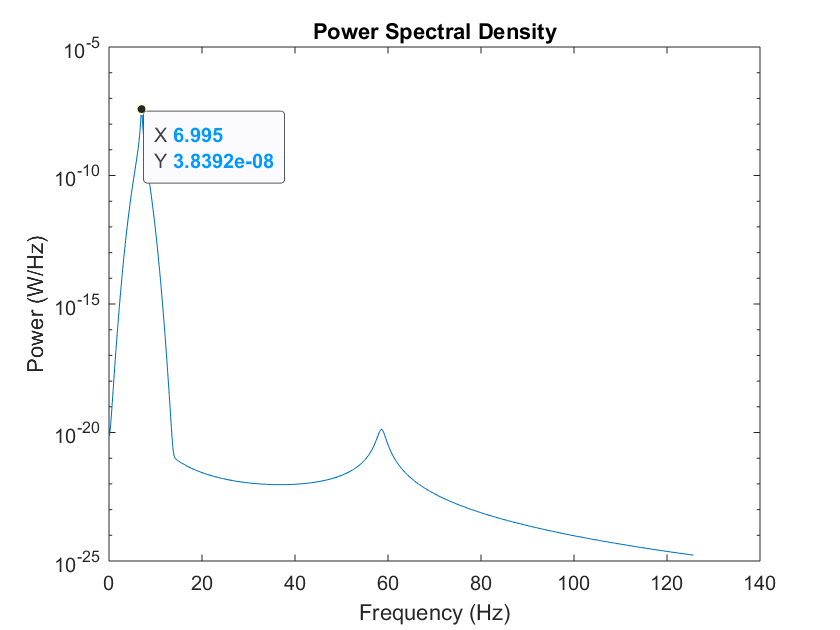 Power Spectral Density
10^-5
10^-10
10^-15
10^-20
10^-25
Power (W/Hz)
X 6.995
Y 3.8392e-08
0 20 40 60 80 100 120 140
Frequency (Hz)